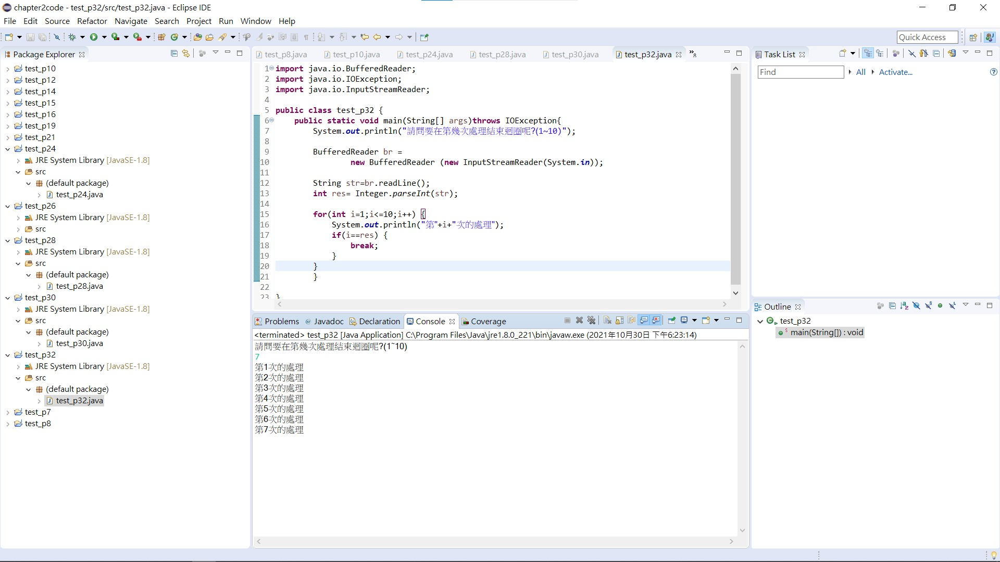 chapter2code - test_p32/src/test_p32.java - Eclipse IDE
File Edit Source Refactor Navigate Search Project Run Window Help
Quick Access
Package Explorer
test_p10
test_p12
test_p14
test_p15
test_p16
test_p19
test_p21
test_p24
JRE System Library [JavaSE-1.8]
src
(default package)
test_p24.java
test_p26
JRE System Library [JavaSE-1.8]
src
test_p28
JRE System Library [JavaSE-1.8]
src
(default package)
test_p28.java
test_p30
JRE System Library [JavaSE-1.8]
src
(default package)
test_p30.java
test_p32
JRE System Library [JavaSE-1.8]
src
(default package)
test_p32.java
test_p7
test_p8
test_p8.java test_p10.java test_p24.java test_p28.java test_p30.java test_p32.java »8
1 import java.io.BufferedReader;
2 import java.io.IOException;
3 import java.io.InputStreamReader;
4
5 public class test_p32 {
6 public static void main(String[] args)throws IOException{
7 System.out.println("請問要在第幾次處理結束迴圈呢?(1~10)");
8
9 BufferedReader br =
10 new BufferedReader (new InputStreamReader(System.in));
11
12 String str=br.readLine();
13 int res= Integer.parseInt(str);
14
15 for(int i=1;i<=10;i++) {
16 System.out.println("第"+i+"次的處理");
17 if(i==res) {
18 break;
19 }
20 }
21 }
22
23 }
Problems Javadoc Declaration Console Coverage
<terminated> test_p32 [Java Application] C:\Program Files\Java\jre1.8.0_221\bin\javaw.exe (2021年10月30日 下午6:23:14)
請問要在第幾次處理結束迴圈呢?(1~10)
7
第1次的處理
第2次的處理
第3次的處理
第4次的處理
第5次的處理
第6次的處理
第7次的處理
Task List
Find All Activate...
Outline
test_p32
main(String[]) : void